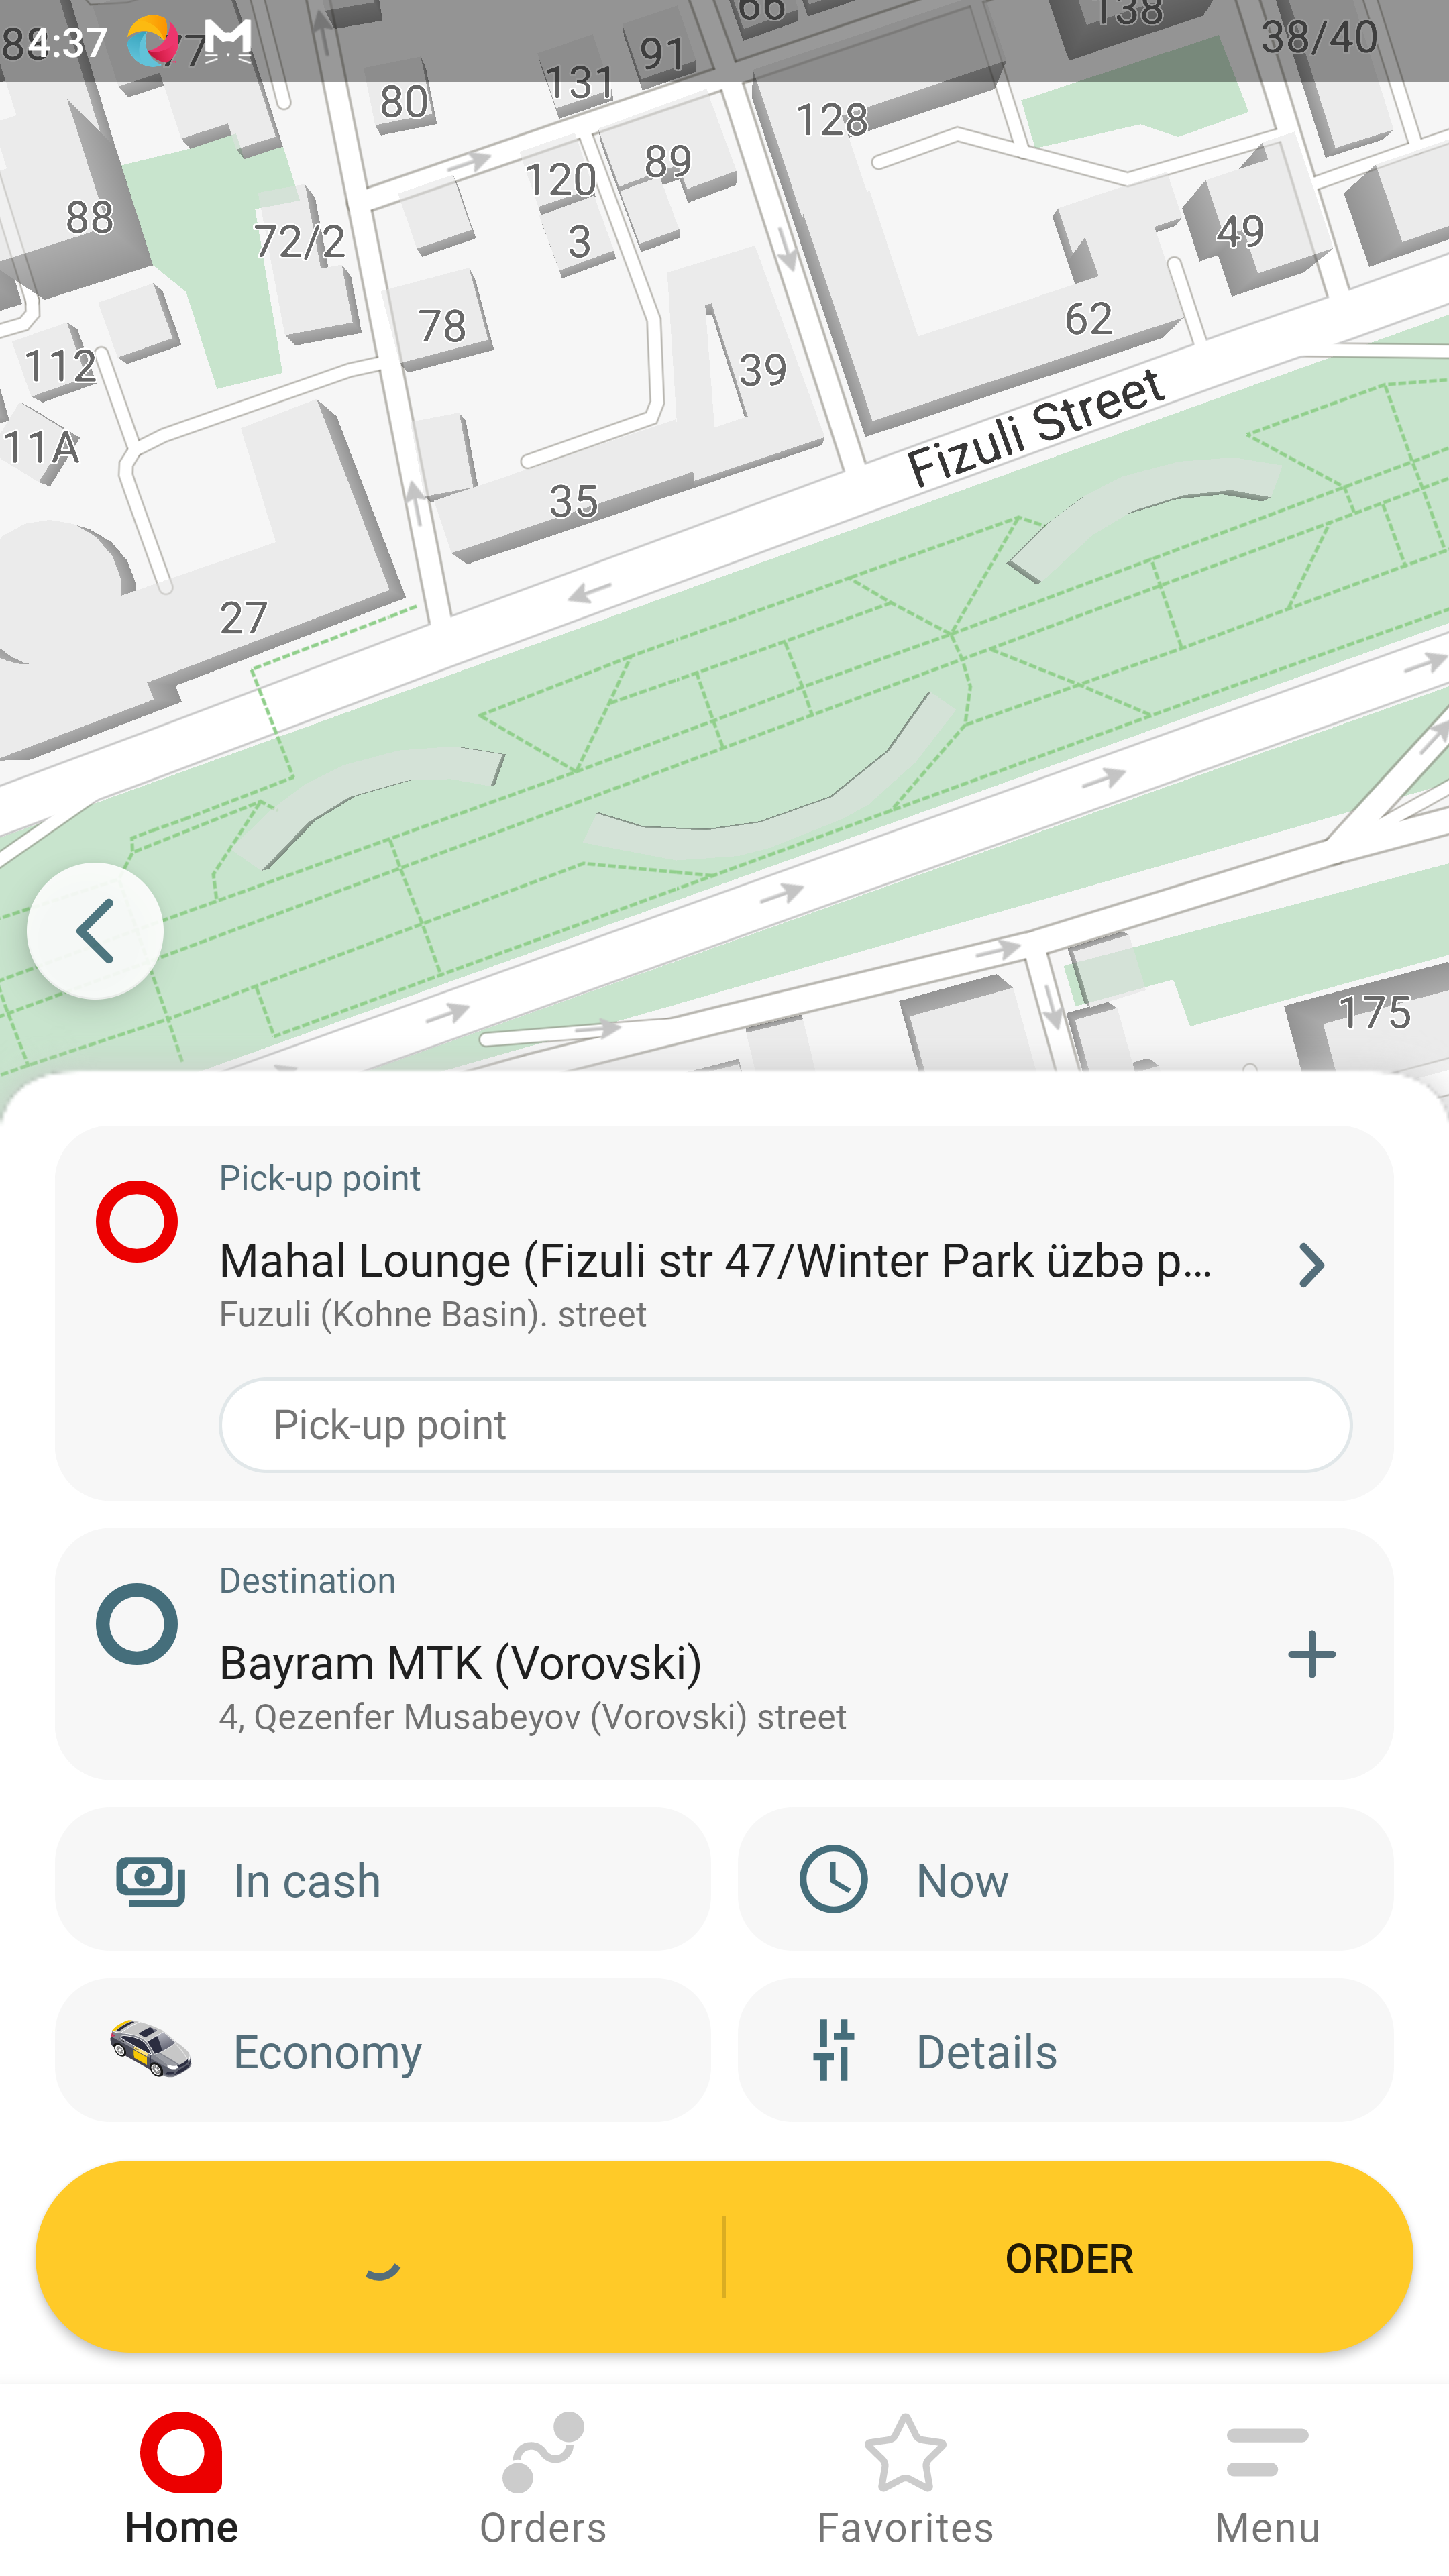 4:37
77
66
138
38/40
91
131
80
128
120
89
88
72/2
3
49
78
62
112
39
Fizuli Street
11A
35
27
175
Pick-up point
Mahal Lounge (Fizuli str 47/Winter Park üzbə p...
Fuzuli (Kohne Basin). street
Pick-up point
Destination
Bayram MTK (Vorovski)
4, Qezenfer Musabeyov (Vorovski) street
In cash
Now
Economy
Details
ORDER
Home
Orders
Favorites
Menu